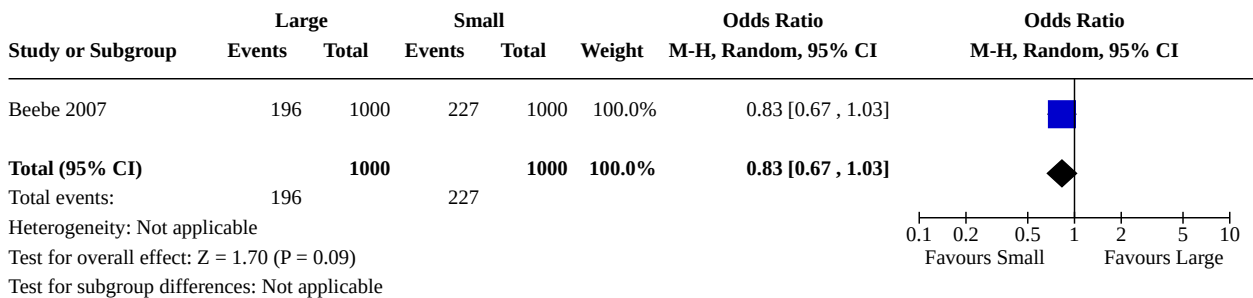 Large Small Odds Ratio Odds Ratio
Study or Subgroup Events Total Events Total Weight M-H, Random, 95% CI M-H, Random, 95% CI
Beebe 2007 196 1000 227 1000 100.0% 0.83 [0.67 , 1.03]
Total (95% CI) 1000 1000 100.0% 0.83 [0.67 , 1.03]
Total events: 196 227
Heterogeneity: Not applicable
0.1 0.2 0.5 1 2 5 10
Test for overall effect: Z = 1.70 (P = 0.09) Favours Small Favours Large
Test for subgroup differences: Not applicable